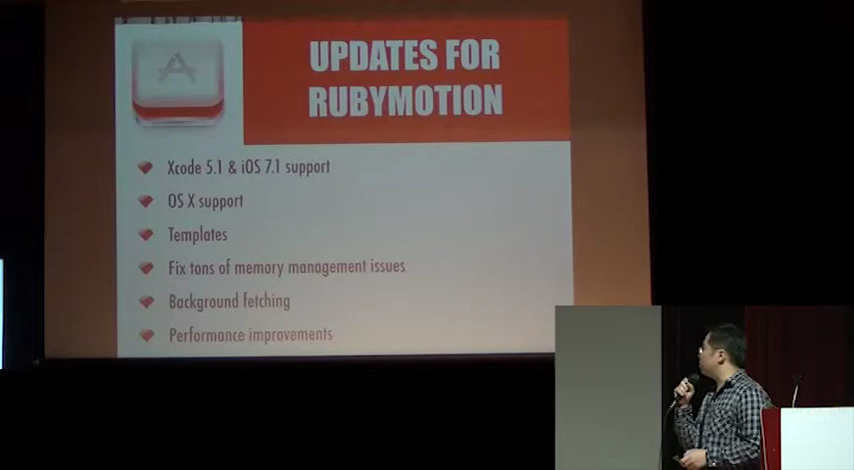 UPDATES FOR
RUBYMOTION
Xcode 5.1 & iOS 7.1 support
OS X support
Templates
Fix tons of memory management issues
Background fetching
Performance improvements